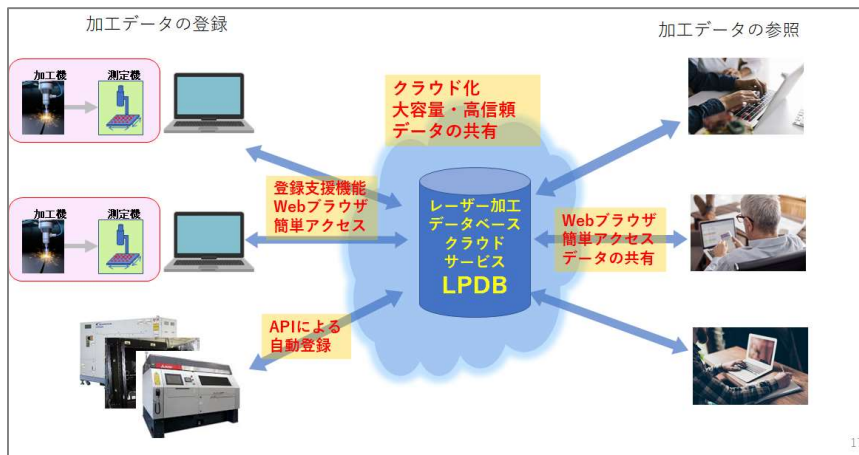 加工データの登録
加工データの参照
加工機
測定機
クラウド化
大容量・高信頼
データの共有
登録支援機能
Webブラウザ
簡単アクセス
加工機
測定機
レーザー加工
データベース
クラウド
サービス
LPDB
Webブラウザ
簡単アクセス
データの共有
APIによる
自動登録